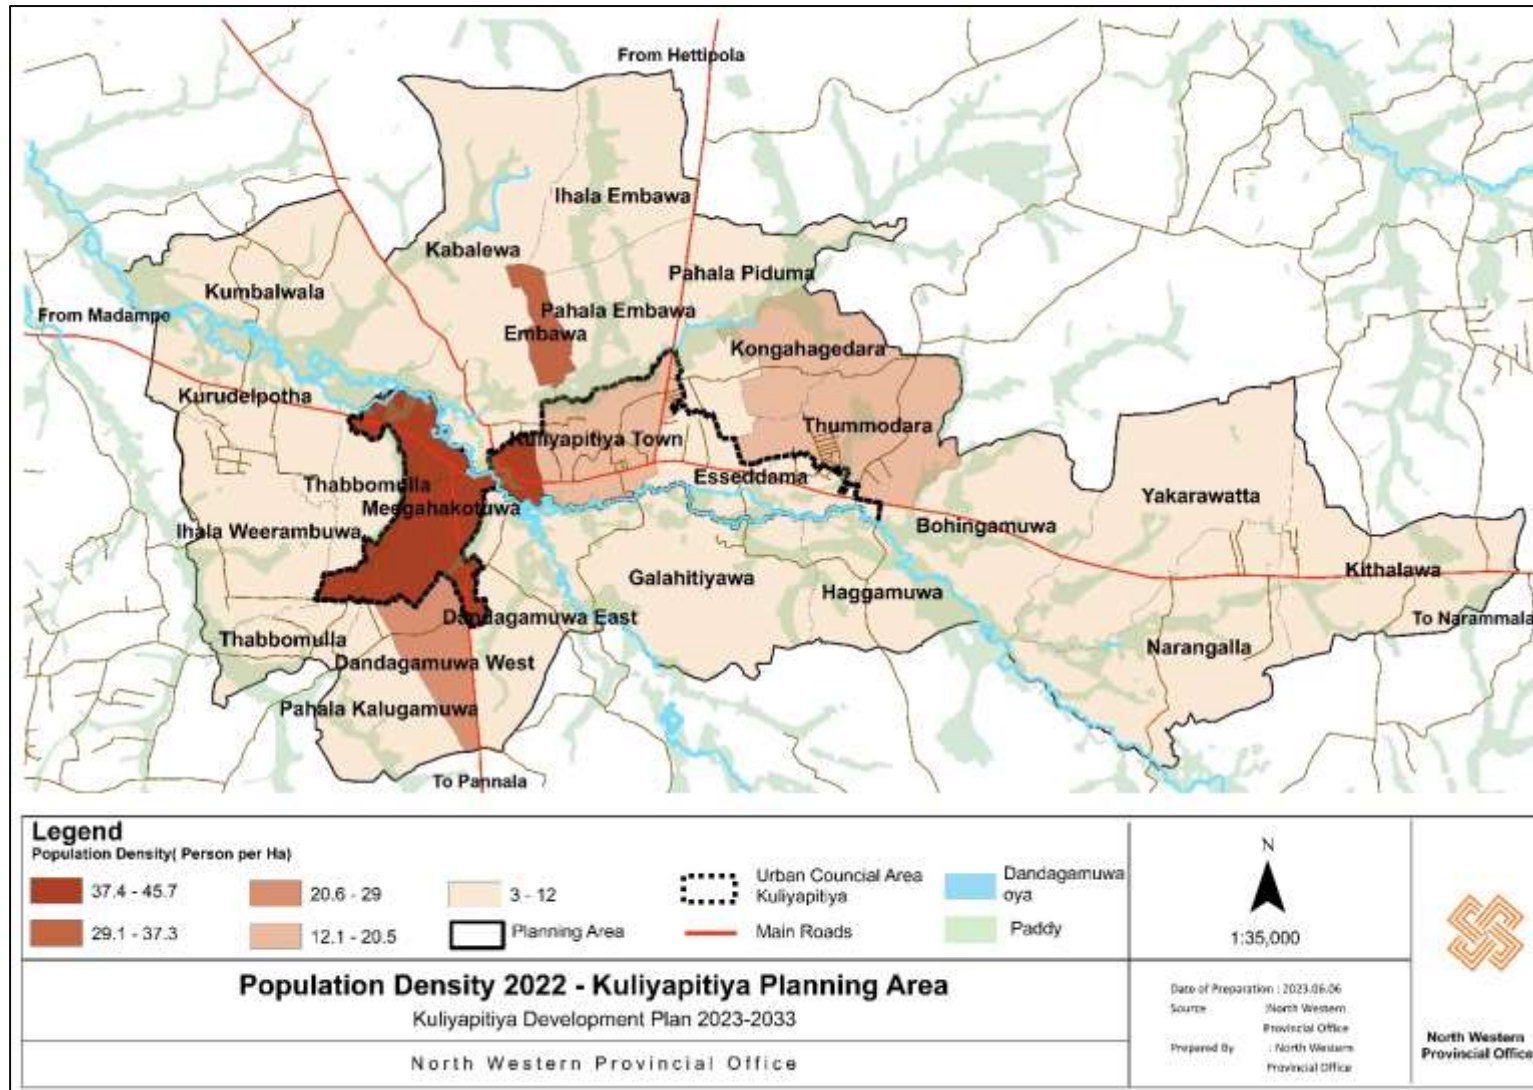 From Hettipola
Ihala Embawa
Kabalewa
Pahala Piduma
Kumbalwala
From Madampe
Pahala Embawa
Embawa
Kongahagedara
Kurudelpotha
Kuliyapitiya Town
Thummodara
Thabbomulla
Esseddama
Meegahakotuwa
Yakarawatta
Ihala Weerambuwa
Bohingamuwa
Galahitiyawa
Kithalawa
Haggamuwa
Dandagamuwa East
To Narammala
Thabbomulla
Narangalla
Dandagamuwa West
Pahala Kalugamuwa
To Pannala
Legend
Population Density( Person per Ha)
37.4 - 45.7
20.6 - 29
3 - 12
Urban Councial Area
Kuliyapitiya
Dandagamuwa
oya
29.1 - 37.3
12.1 - 20.5
Planning Area
Main Roads
Paddy
N
1:35,000
Population Density 2022 - Kuliyapitiya Planning Area
Kuliyapitiya Development Plan 2023-2033
North Western Provincial Office
Date of Preparation : 2023.06.06
Source :North Western
Provincial Office
Prepared By : North Western
Provincial Office
North Western
Provincial Office